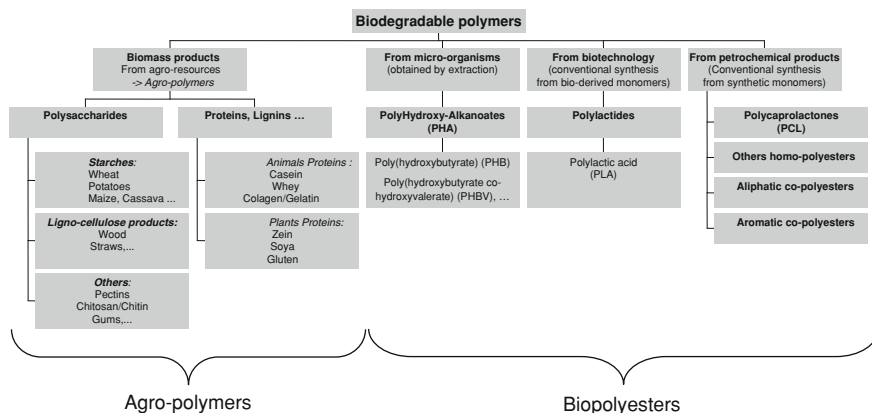 Biodegradable polymers
Biomass products
From agro-resources
-> Agro-polymers
From micro-organisms
(obtained by extraction)
From biotechnology
(conventional synthesis
from bio-derived monomers)
From petrochemical products
(Conventional synthesis
from synthetic monomers)
Polysaccharides
Proteins, Lignins ...
PolyHydroxy-Alkanoates
(PHA)
Polylactides
Polycaprolactones
(PCL)
Starches:
Wheat
Potatoes
Maize, Cassava ...
Animals Proteins :
Casein
Whey
Colagen/Gelatin
Poly(hydroxybutyrate) (PHB)
Poly(hydroxybutyrate co-
hydroxyvalerate) (PHBV), ...
Polylactic acid
(PLA)
Others homo-polyesters
Aliphatic co-polyesters
Aromatic co-polyesters
Ligno-cellulose products:
Wood
Straws,...
Plants Proteins:
Zein
Soya
Gluten
Others:
Pectins
Chitosan/Chitin
Gums,...
Agro-polymers
Biopolyesters